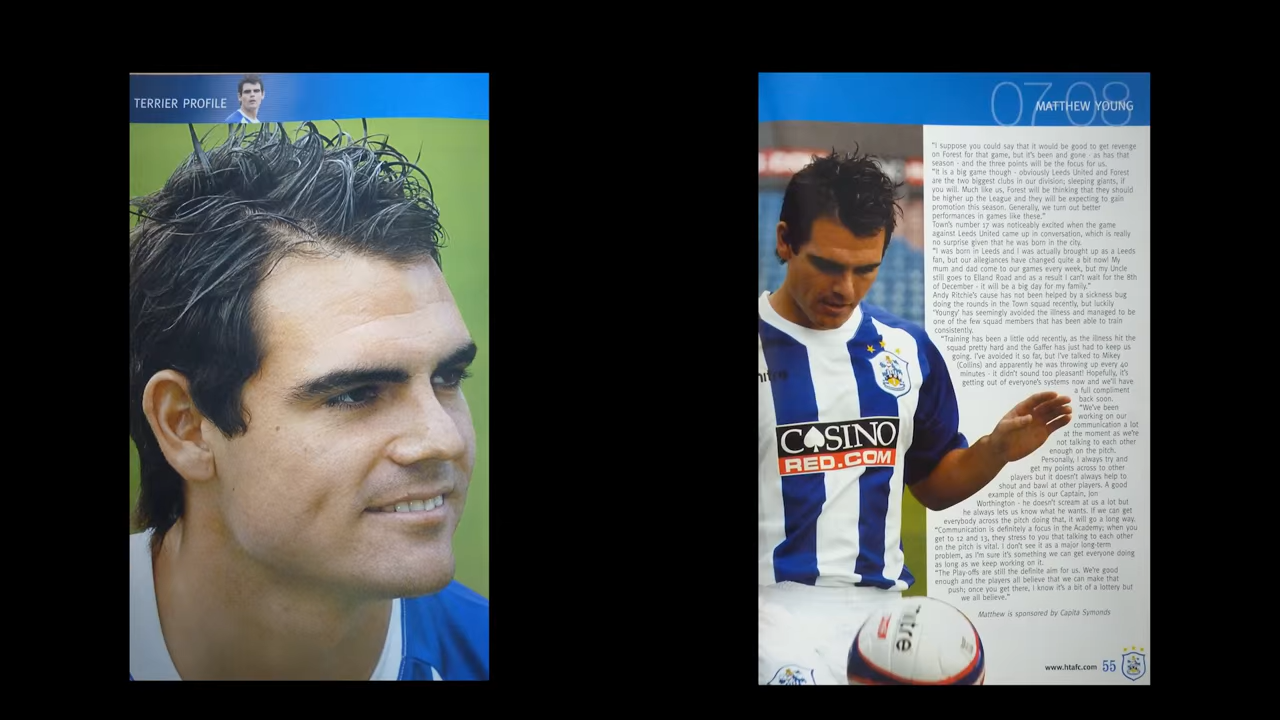 TERRIER PROFILE
07-08
MATTHEW YOUNG
"I suppose you could say that it would be good to get revenge
on Forest for that game, but it's been and gone - as has that
season - and the three points will be the focus for us.
"It is a big game though - obviously Leeds United and Forest
are the two biggest clubs in our division; sleeping giants, if
you will. Much like us, Forest will be thinking that they should
be higher up the League and they will be expecting to gain
promotion this season. Generally, we turn out better
performances in games like these."
Town's number 17 was noticeably excited when the game
against Leeds United came up in conversation, which is really
no surprise given that he was born in the city.
"I was born in Leeds and I was actually brought up as a Leeds
fan, but our allegiances have changed quite a bit now! My
mum and dad come to our games every week, but my Uncle
still goes to Elland Road and as a result I can't wait for the 8th
of December - it will be a big day for my family."
Andy Ritchie's cause has not been helped by a sickness bug
doing the rounds in the Town squad recently, but luckily
'Youngy' has seemingly avoided the illness and managed to be
one of the few squad members that has been able to train
consistently.
"Training has been a little odd recently, as the illness hit the
squad pretty hard and the Gaffer has just had to keep us
going. I've avoided it so far, but I've talked to Mikey
(Collins) and apparently he was throwing up every 40
minutes - it didn't sound too pleasant! Hopefully, it's
getting out of everyone's systems now and we'll have
a full compliment
back soon.
"We've been
working on our
communication a lot
at the moment as we're
not talking to each other
enough on the pitch.
Personally, I always try and
get my points across to other
players but it doesn't always help to
shout and bawl at other players. A good
example of this is our Captain, Jon
Worthington - he doesn't scream at us a lot but
he always lets us know what he wants. If we can get
everybody across the pitch doing that, it will go a long way.
"Communication is definitely a focus in the Academy; when you
get to 12 and 13, they stress to you that talking to each other
on the pitch is vital. I don't see it as a major long-term
problem, as I'm sure it's something we can get everyone doing
as long as we keep working on it.
"The Play-offs are still the definite aim for us. We're good
enough and the players all believe that we can make that
push; once you get there, I know it's a bit of a lottery but
we all believe."
Matthew is sponsored by Capita Symonds
mitre
CASINO
RED.COM
mitre
www.htafc.com 55